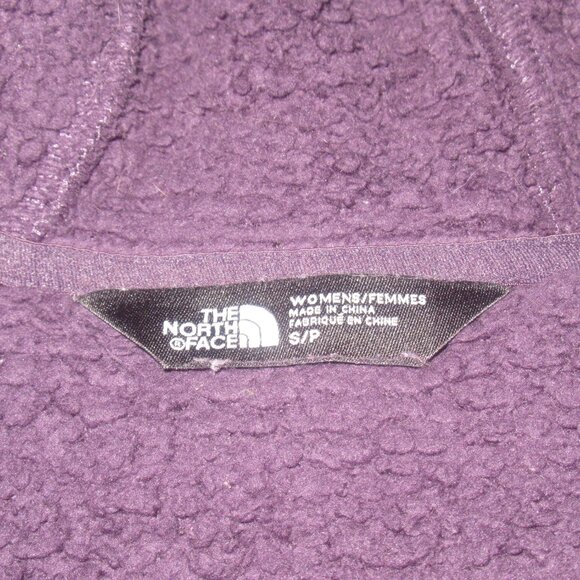 THE
NORTH
®FACE
WOMENS/FEMMES
MADE IN CHINA
FABRIQUE EN CHINE
S/P